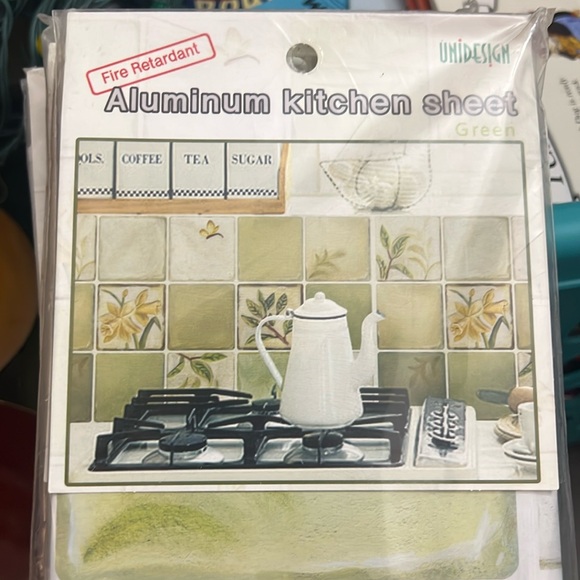 UNIDESIGN
Fire Retardant
Aluminum kitchen sheet
Green
OLS. COFFEE TEA SUGAR